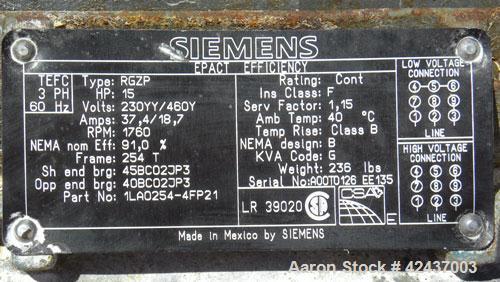 SIEMENS
EPACT EFFICIENCY
TEFC
3 PH
60 Hz
Type: RGZP
HP: 15
Volts: 230YY/460Y
Amps: 37,4/18,7
RPM: 1760
NEMA nom Eff: 91,0 %
Frame: 254 T
Sh end brg: 45BC02JP3
Opp end brg: 40BC02JP3
Part No: 1LA0254-4FP21
Rating: Cont
Ins Class: F
Serv Factor: 1,15
Amb Temp: 40 °C
Temp Rise: Class B
NEMA design: B
KVA Code: G
Weight: 236 lbs
Serial No: A00T0126 EE135
LR 39020
CSA
LOW VOLTAGE
CONNECTION
4 5 6
7 8 9
1 2 3
LINE
HIGH VOLTAGE
CONNECTION
4 5 6
7 8 9
1 2 3
LINE
Made in Mexico by SIEMENS
Aaron Stock # 42437003